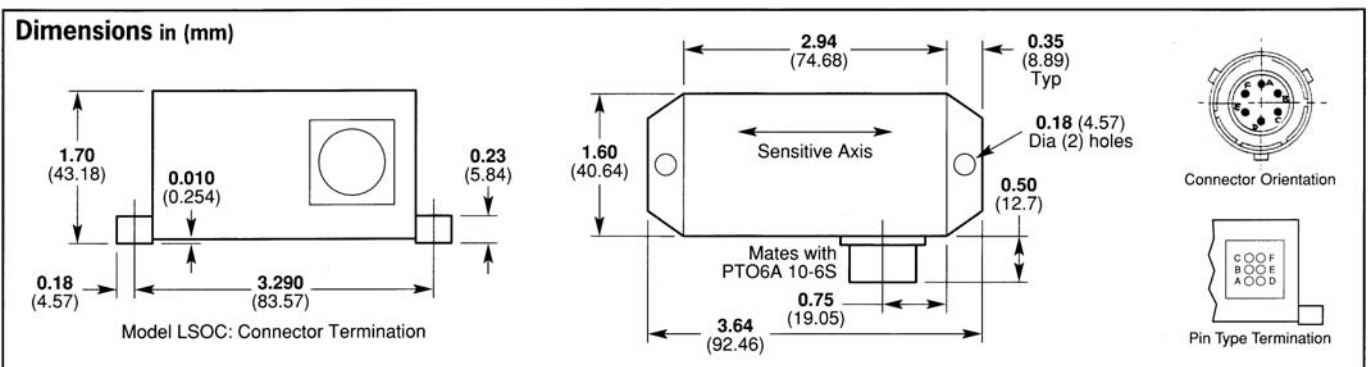 Dimensions in (mm)
1.70
(43.18)
0.010
(0.254)
0.23
(5.84)
0.18
(4.57)
3.290
(83.57)
Model LSOC: Connector Termination
2.94
(74.68)
0.35
(8.89)
Typ
1.60
(40.64)
Sensitive Axis
0.18 (4.57)
Dia (2) holes
0.50
(12.7)
Mates with
PTO6A 10-6S
0.75
(19.05)
3.64
(92.46)
F A
B
E C
D
Connector Orientation
C F
B E
A D
Pin Type Termination